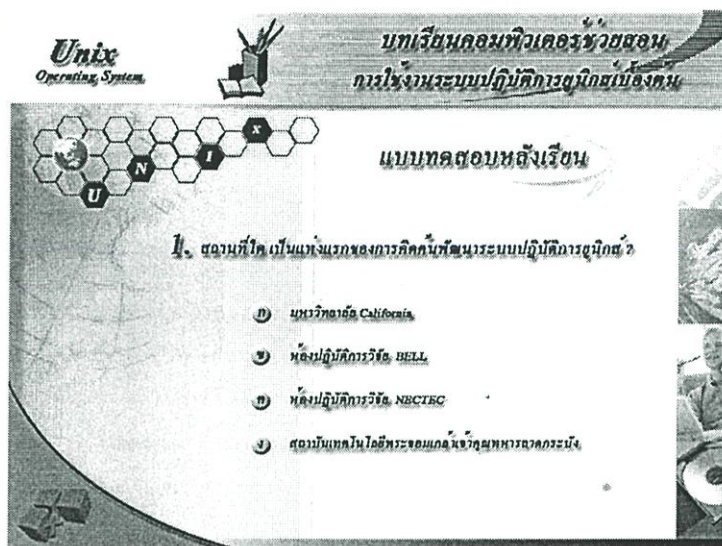 Unix
Operating System
บทเรียนคอมพิวเตอร์ช่วยสอน
การใช้งานระบบปฏิบัติการยูนิกส์เบื้องต้น
U N I X
แบบทดสอบหลังเรียน
1. สถานที่ใด เป็นแห่งแรกของการคิดค้นพัฒนาระบบปฏิบัติการยูนิกส์ ?
ก มหาวิทยาลัย California
ข ห้องปฏิบัติการวิจัย BELL
ค ห้องปฏิบัติการวิจัย NECTEC
ง สถาบันเทคโนโลยีพระจอมเกล้าเจ้าคุณทหารลาดกระบัง